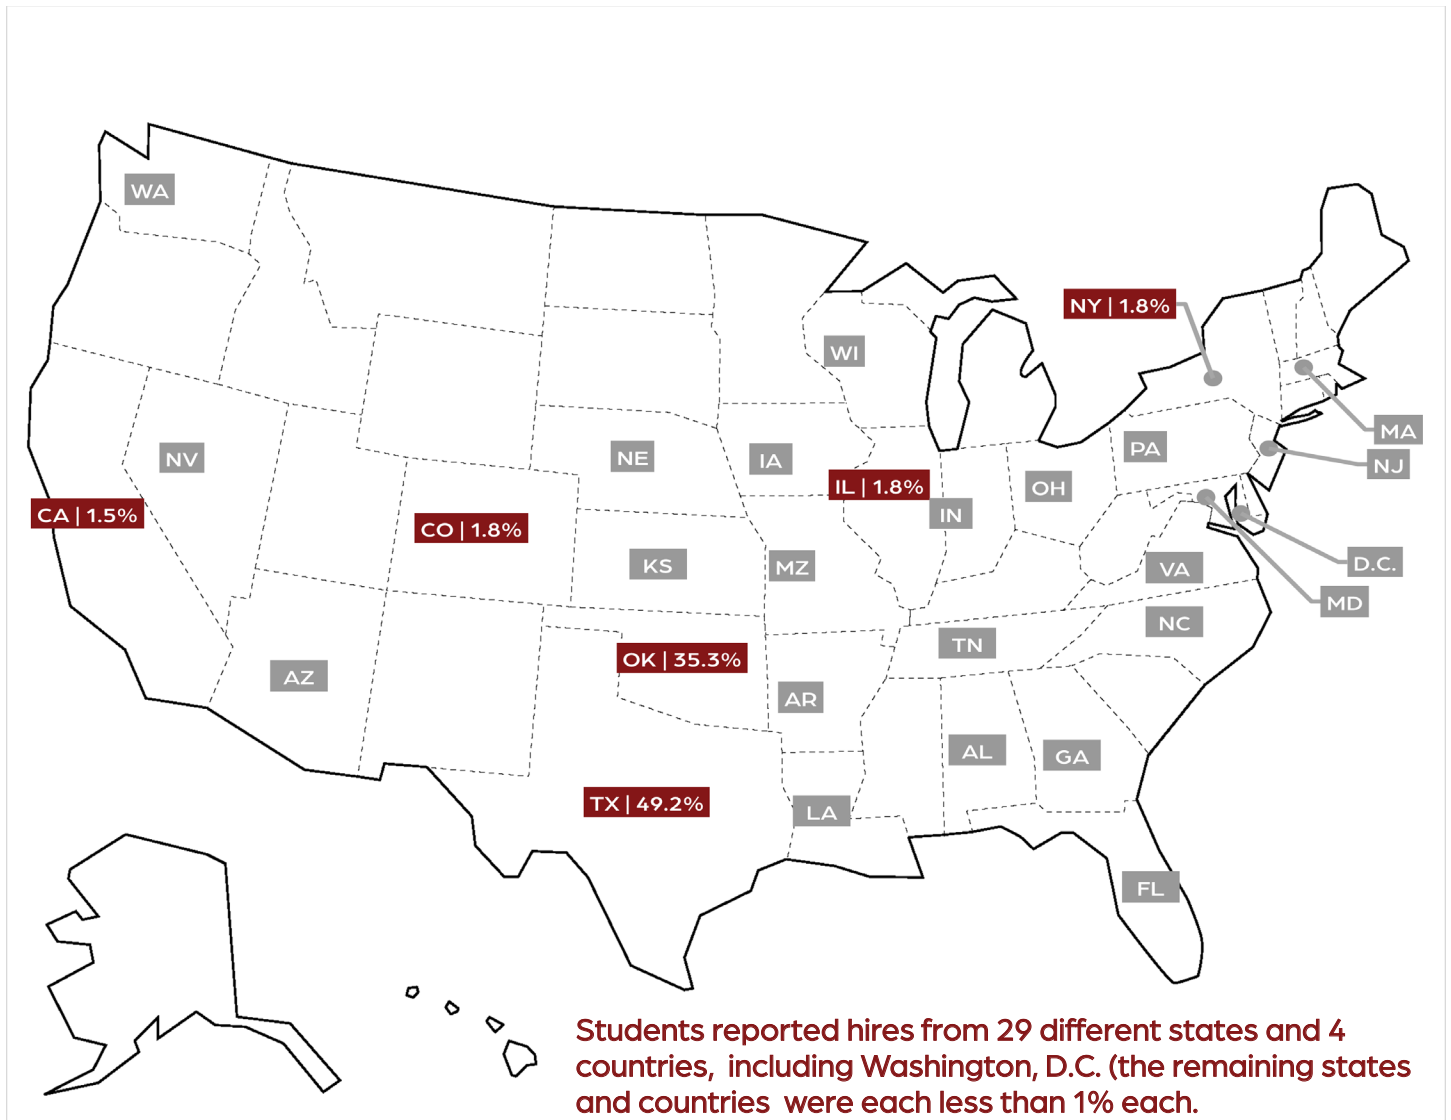 WA
NY | 1.8%
WI
MA
NV
NE
IA
PA
NJ
IL | 1.8%
OH
CA | 1.5%
CO | 1.8%
IN
KS
MZ
VA
D.C.
MD
NC
TN
OK | 35.3%
AZ
AR
AL
GA
TX | 49.2%
LA
FL
Students reported hires from 29 different states and 4
countries, including Washington, D.C. (the remaining states
and countries were each less than 1% each.